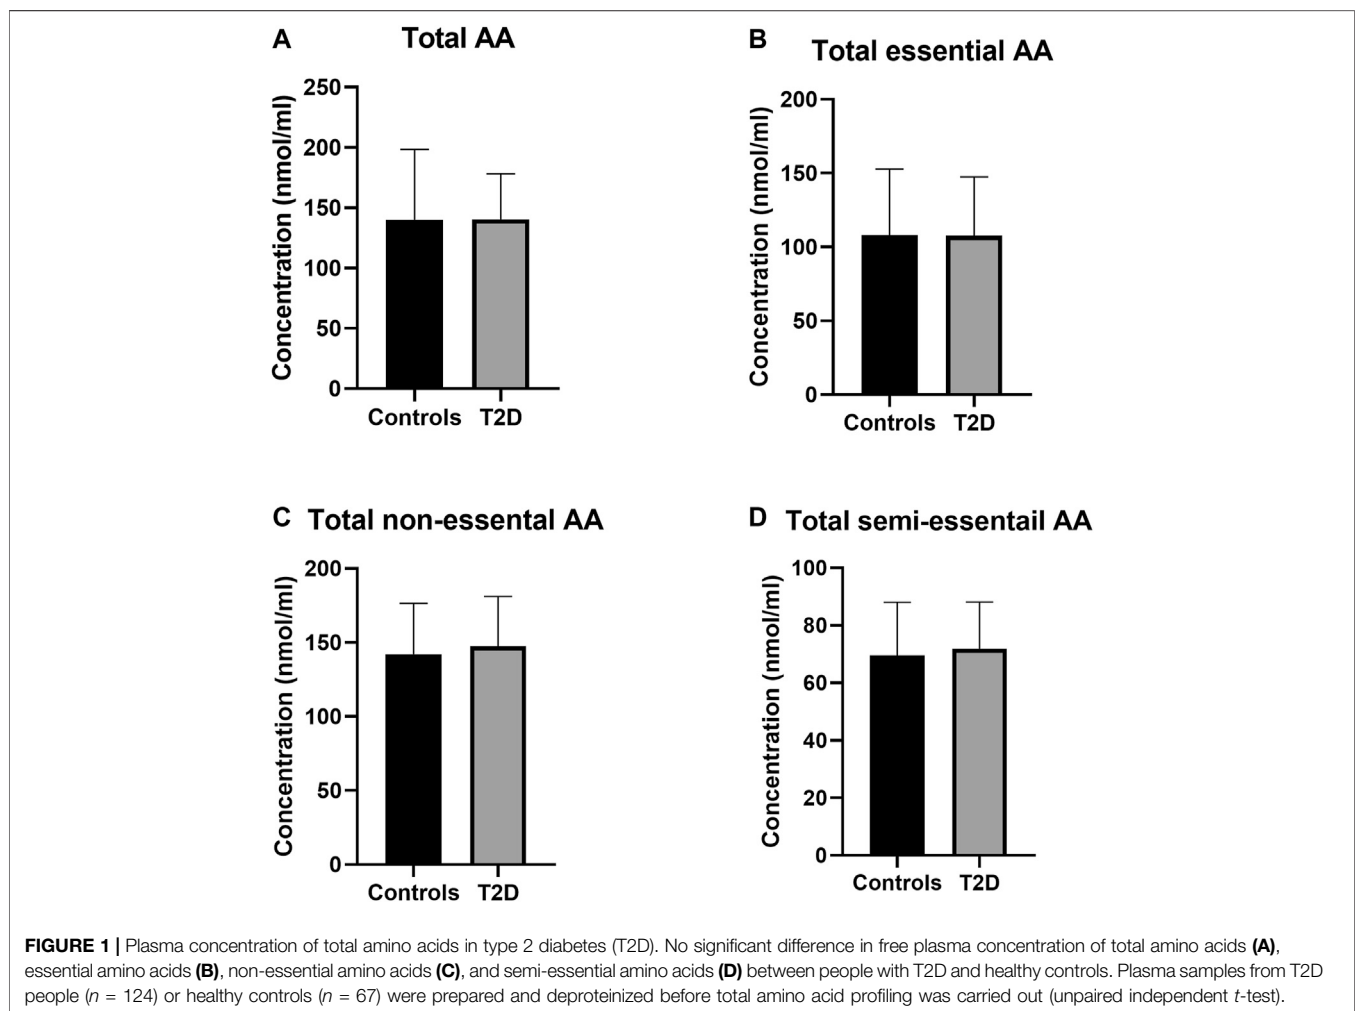 A Total AA
Concentration (nmol/ml)
250
200
150
100
50
0
Controls T2D
B Total essential AA
Concentration (nmol/ml)
200
150
100
50
0
Controls T2D
C Total non-essental AA
Concentration (nmol/ml)
200
150
100
50
0
Controls T2D
D Total semi-essentail AA
Concentration (nmol/ml)
100
80
60
40
20
0
Controls T2D
FIGURE 1 | Plasma concentration of total amino acids in type 2 diabetes (T2D). No significant difference in free plasma concentration of total amino acids (A),
essential amino acids (B), non-essential amino acids (C), and semi-essential amino acids (D) between people with T2D and healthy controls. Plasma samples from T2D
people (n = 124) or healthy controls (n = 67) were prepared and deproteinized before total amino acid profiling was carried out (unpaired independent t-test).